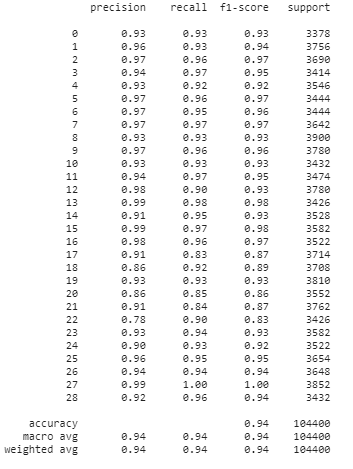 precision recall f1-score support
0 0.93 0.93 0.93 3378
1 0.96 0.93 0.94 3756
2 0.97 0.96 0.97 3690
3 0.94 0.97 0.95 3414
4 0.93 0.92 0.92 3546
5 0.97 0.96 0.97 3444
6 0.97 0.95 0.96 3444
7 0.97 0.97 0.97 3642
8 0.93 0.93 0.93 3900
9 0.97 0.96 0.96 3780
10 0.93 0.93 0.93 3432
11 0.94 0.97 0.95 3474
12 0.98 0.90 0.93 3780
13 0.99 0.98 0.98 3426
14 0.91 0.95 0.93 3528
15 0.99 0.97 0.98 3582
16 0.98 0.96 0.97 3522
17 0.91 0.83 0.87 3714
18 0.86 0.92 0.89 3708
19 0.93 0.93 0.93 3810
20 0.86 0.85 0.86 3552
21 0.91 0.84 0.87 3762
22 0.78 0.90 0.83 3426
23 0.93 0.94 0.93 3582
24 0.90 0.93 0.92 3522
25 0.96 0.95 0.95 3654
26 0.94 0.94 0.94 3648
27 0.99 1.00 1.00 3852
28 0.92 0.96 0.94 3432
accuracy 0.94 104400
macro avg 0.94 0.94 0.94 104400
weighted avg 0.94 0.94 0.94 104400